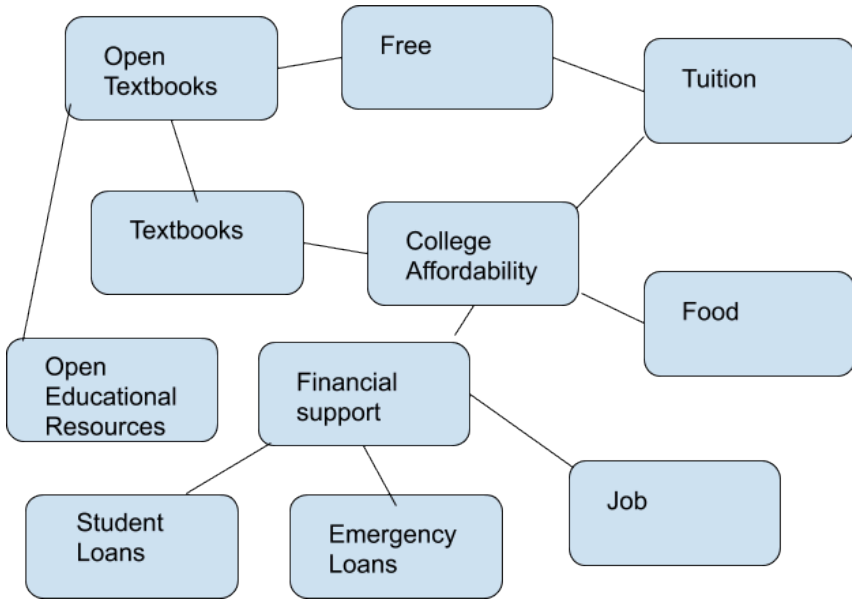 Open
Textbooks
Free
Tuition
Textbooks
College
Affordability
Food
Open
Educational
Resources
Financial
support
Student
Loans
Emergency
Loans
Job